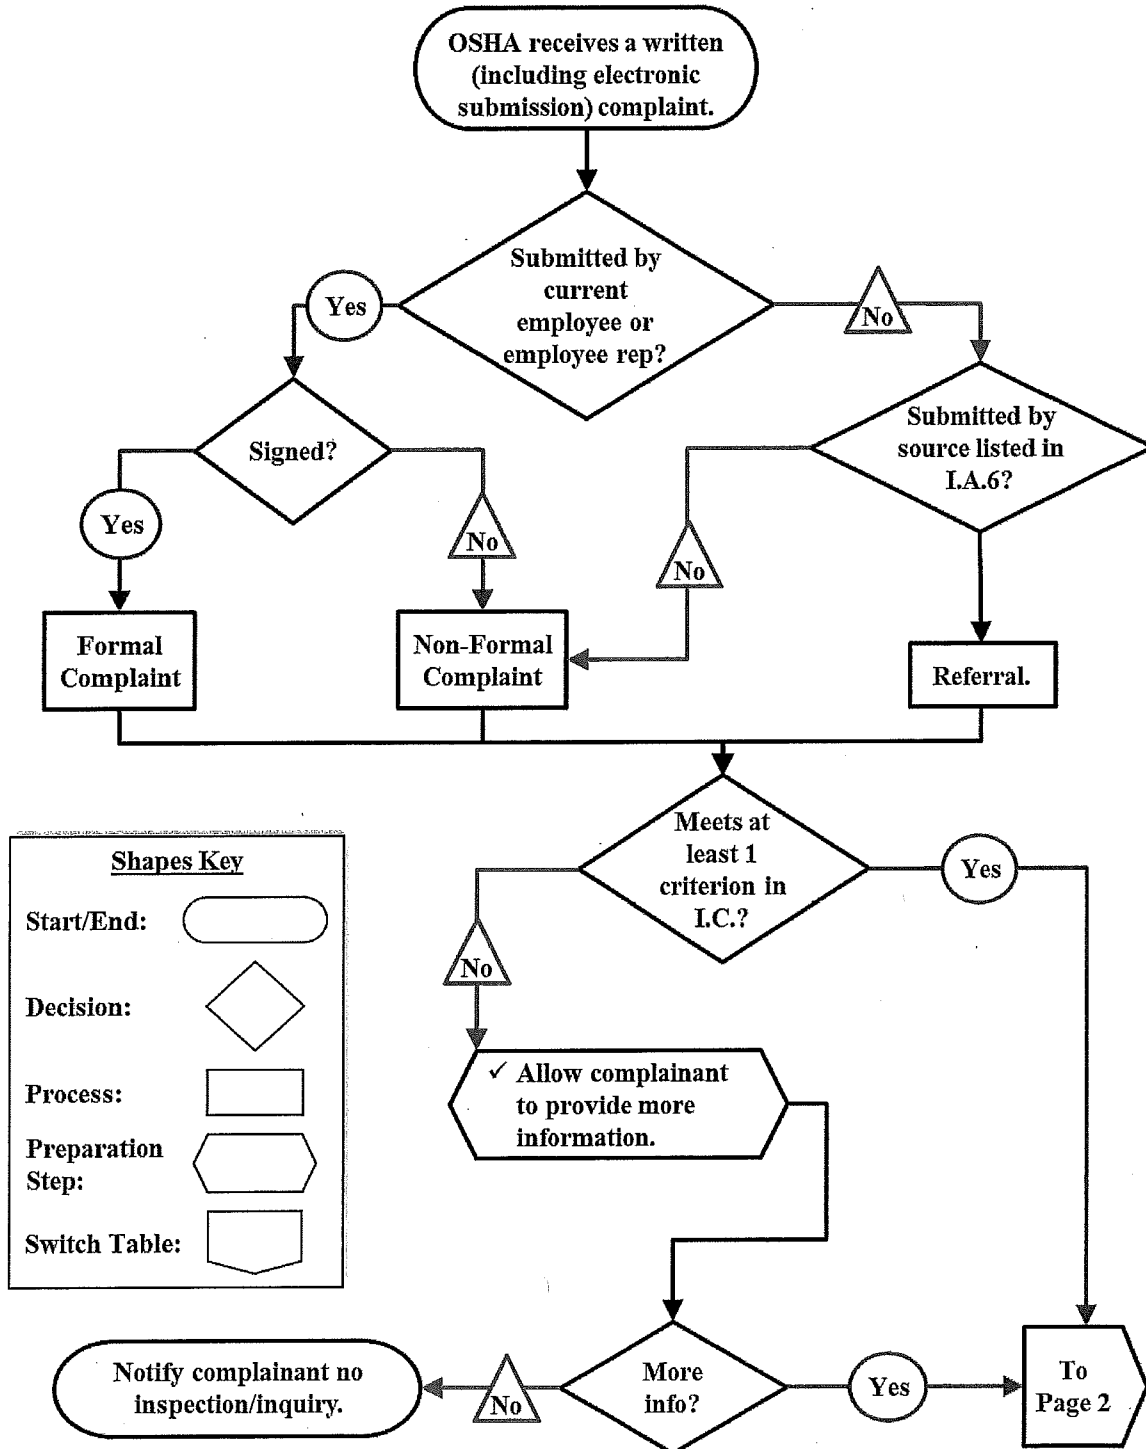 OSHA receives a written
(including electronic
submission) complaint.
Submitted by
current
employee or
employee rep?
Yes
No
Signed?
Submitted by
source listed in
I.A.6?
Yes
No
No
Formal
Complaint
Non-Formal
Complaint
Referral.
Meets at
least 1
criterion in
I.C.?
Yes
No
Shapes Key
Start/End:
Decision:
Process:
Preparation
Step:
Switch Table:
✓ Allow complainant
to provide more
information.
More
info?
No
Yes
Notify complainant no
inspection/inquiry.
To
Page 2